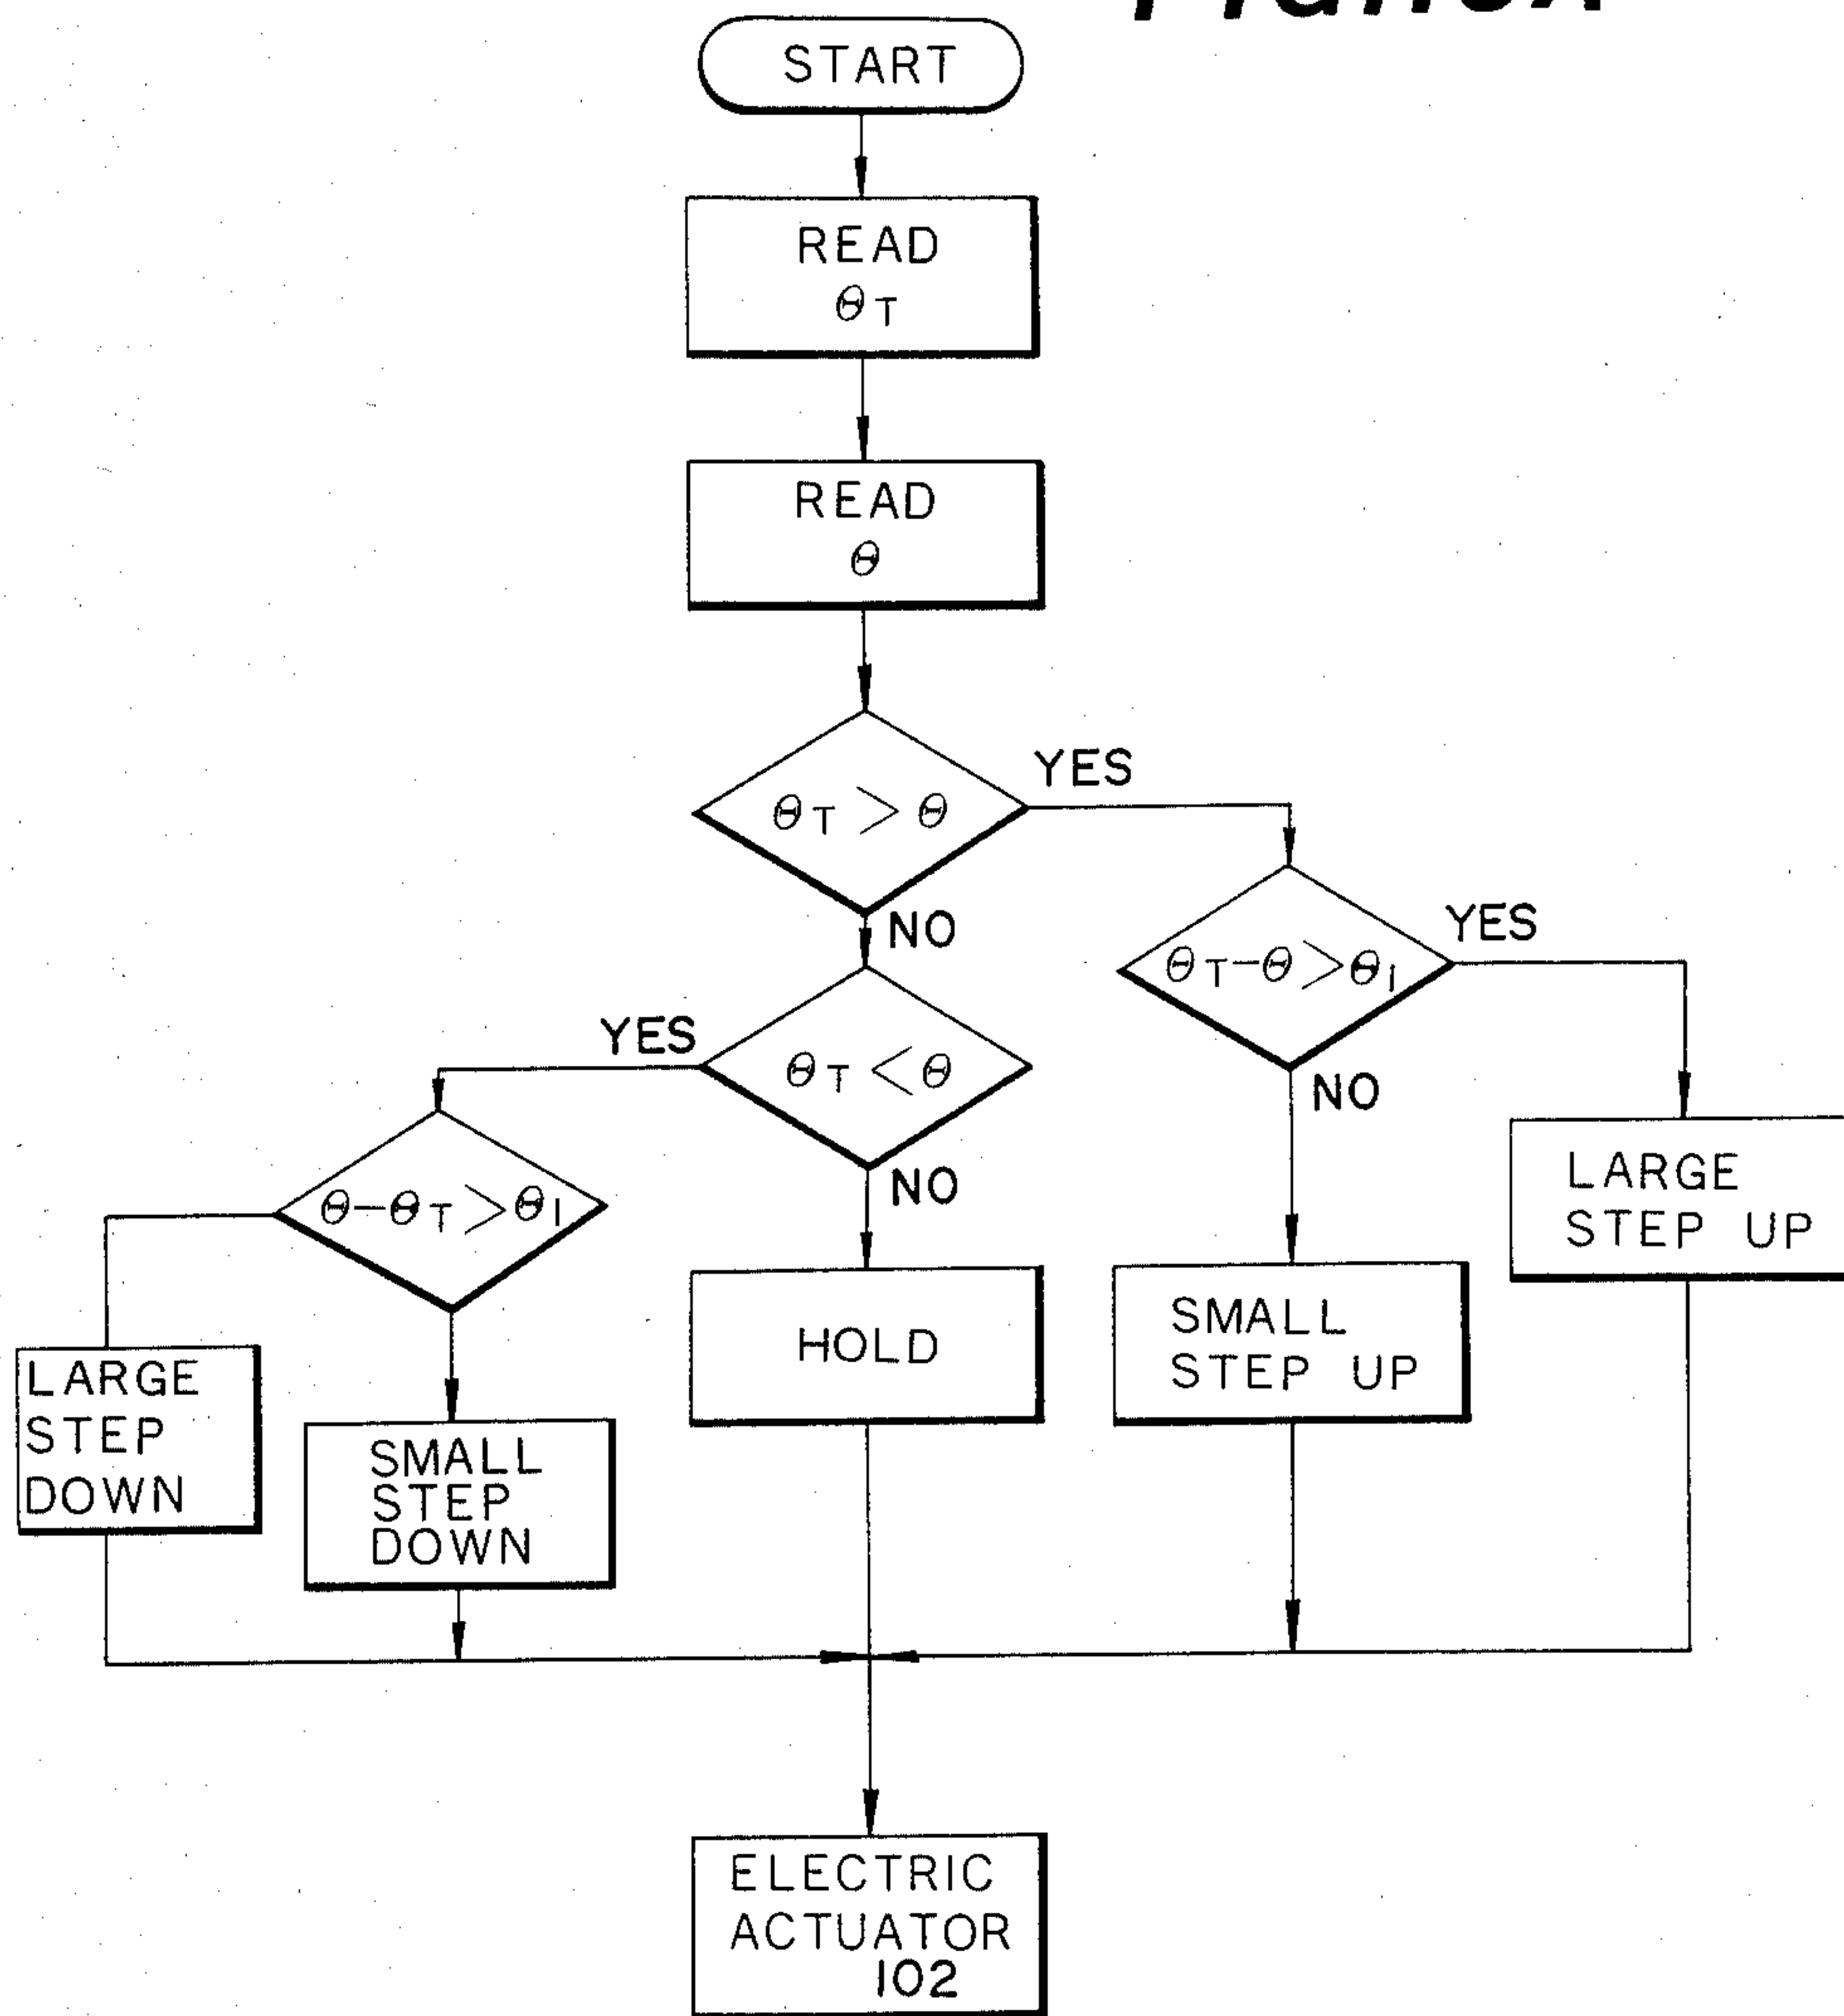 START
READ
θT
READ
θ
θT > θ
YES
NO
θT−θ>θ1
YES
NO
θT < θ
YES
NO
θ−θT>θ1
LARGE
STEP UP
SMALL
STEP UP
HOLD
LARGE
STEP
DOWN
SMALL
STEP
DOWN
ELECTRIC
ACTUATOR
102